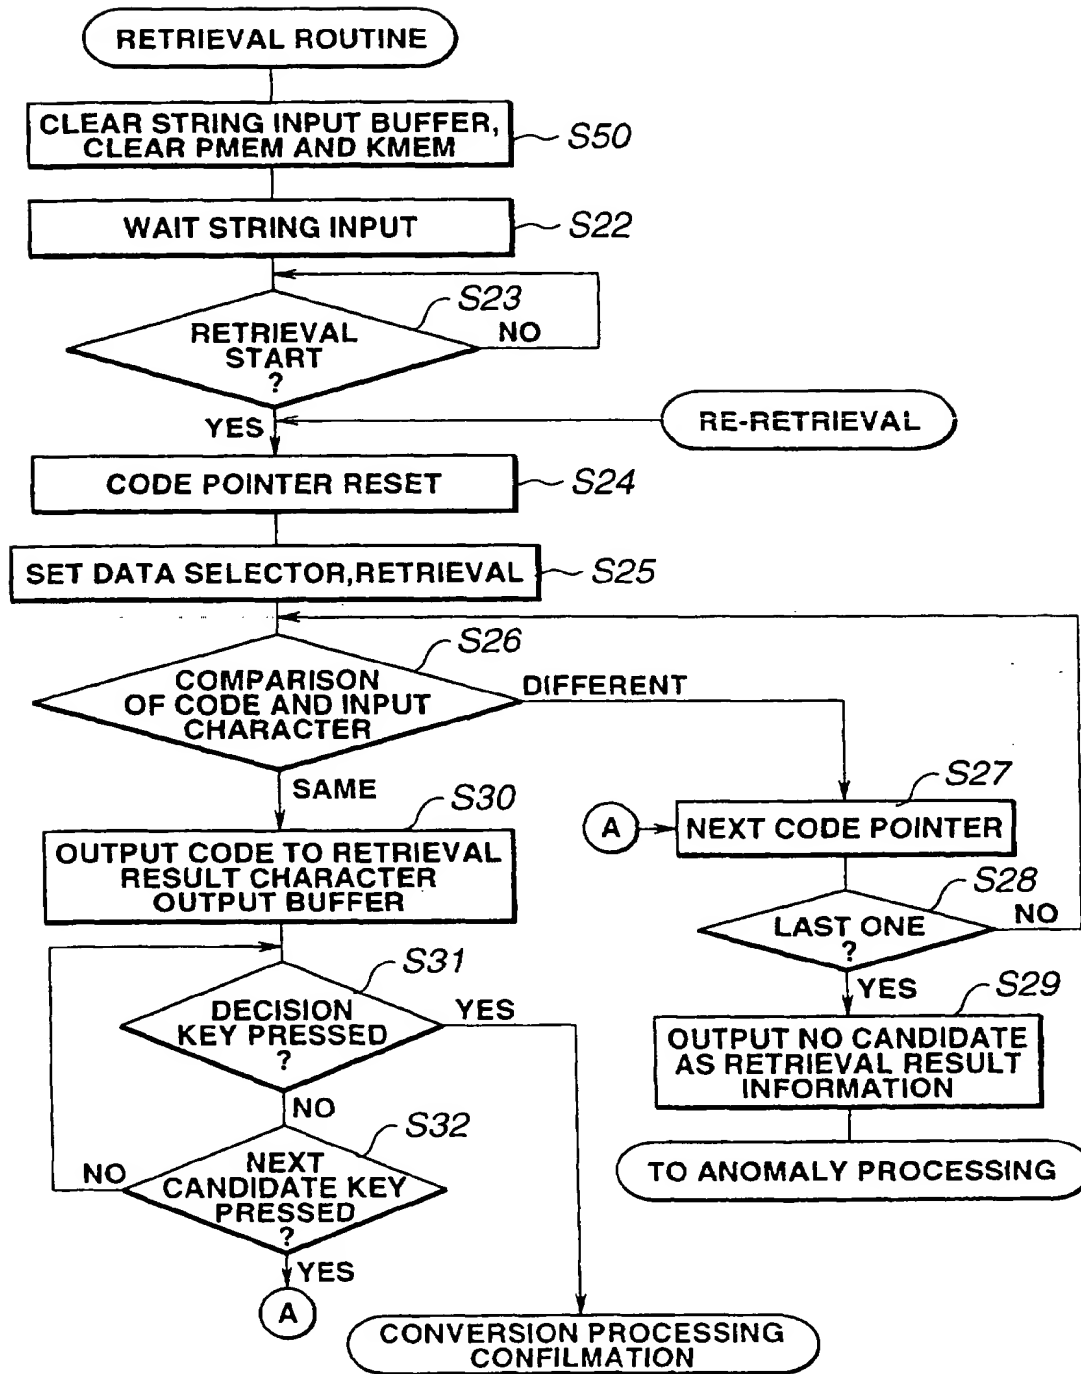 RETRIEVAL ROUTINE
CLEAR STRING INPUT BUFFER,
CLEAR PMEM AND KMEM
S50
WAIT STRING INPUT
S22
S23
RETRIEVAL
START
?
NO
YES
RE-RETRIEVAL
CODE POINTER RESET
S24
SET DATA SELECTOR,RETRIEVAL
S25
S26
COMPARISON
OF CODE AND INPUT
CHARACTER
DIFFERENT
SAME
S30
OUTPUT CODE TO RETRIEVAL
RESULT CHARACTER
OUTPUT BUFFER
S27
A
NEXT CODE POINTER
S28
LAST ONE
?
NO
YES
S29
OUTPUT NO CANDIDATE
AS RETRIEVAL RESULT
INFORMATION
TO ANOMALY PROCESSING
S31
DECISION
KEY PRESSED
?
YES
NO
S32
NEXT
CANDIDATE KEY
PRESSED
?
NO
YES
A
CONVERSION PROCESSING
CONFILMATION